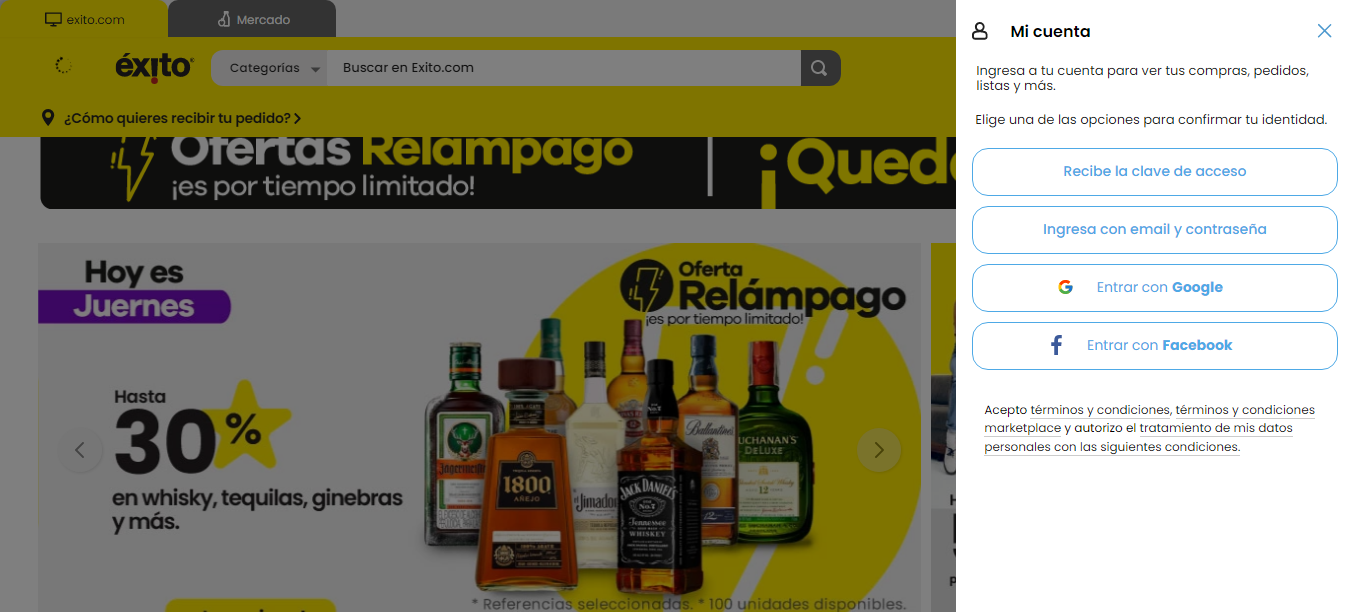 exito.com
Mercado
éxito
Categorías
Buscar en Exito.com
¿Cómo quieres recibir tu pedido?
Ofertas Relámpago
¡es por tiempo limitado!
Hoy es
Juernes
Oferta
Relámpago
¡es por tiempo limitado!
Hasta
30%
en whisky, tequilas, ginebras
y más.
Jägermeister
1800
AÑEJO
el Jimador
JACK DANIEL'S
No.7
Tennessee
WHISKEY
Ballantine's
12
BUCHANAN'S
DELUXE
12
* Referencias seleccionadas. * 100 unidades disponibles.
Mi cuenta
Ingresa a tu cuenta para ver tus compras, pedidos,
listas y más.
Elige una de las opciones para confirmar tu identidad.
Recibe la clave de acceso
Ingresa con email y contraseña
Entrar con Google
Entrar con Facebook
Acepto términos y condiciones, términos y condiciones
marketplace y autorizo el tratamiento de mis datos
personales con las siguientes condiciones.